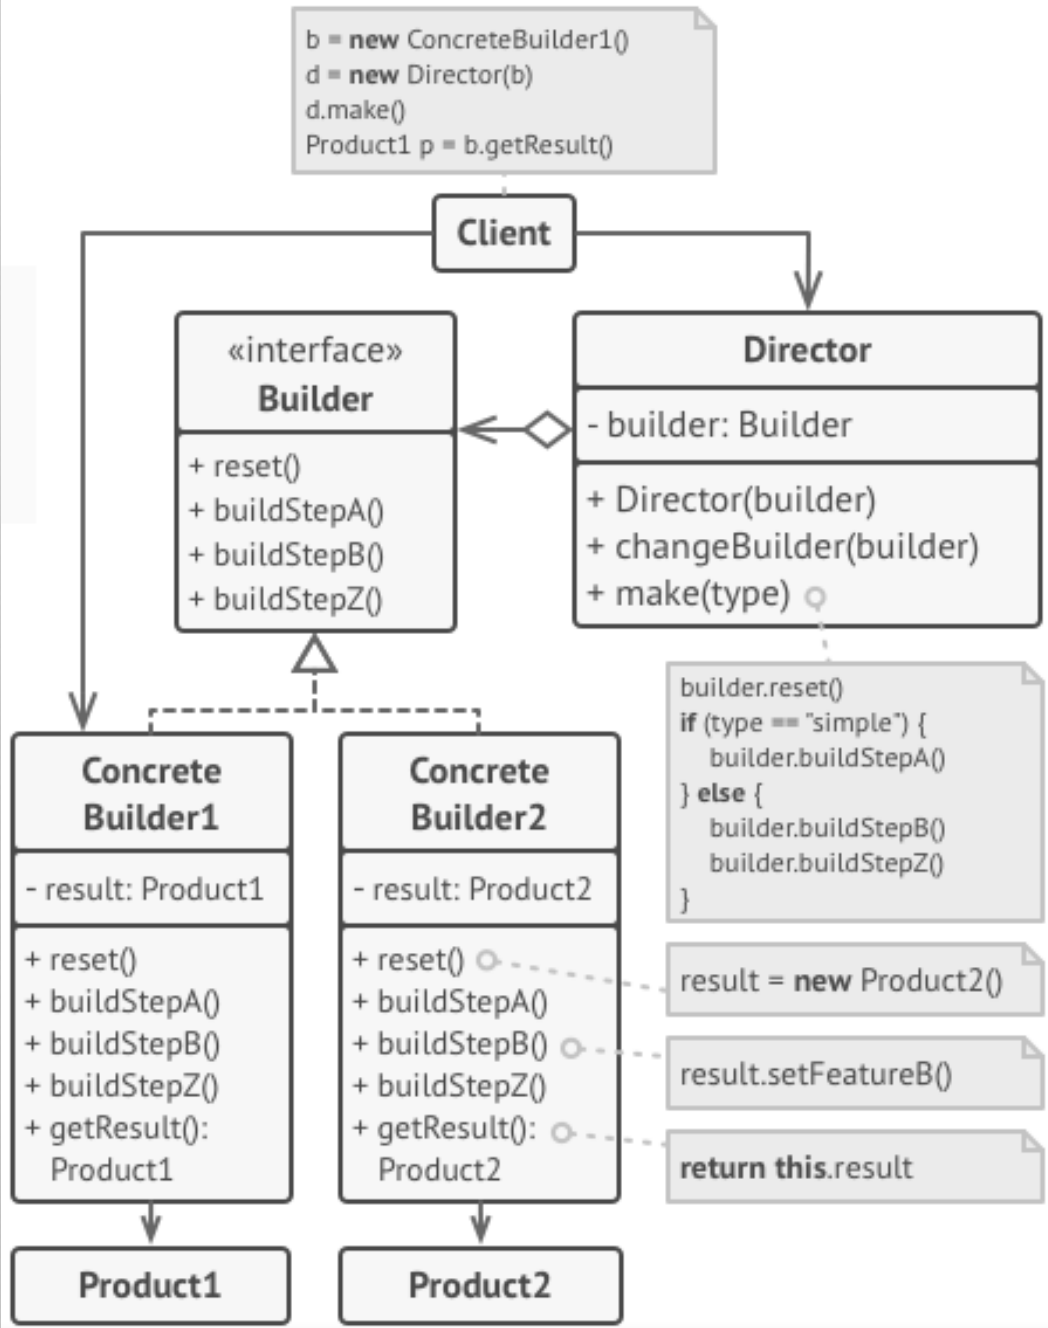 b = new ConcreteBuilder1()
d = new Director(b)
d.make()
Product1 p = b.getResult()
Client
«interface»
Builder
+ reset()
+ buildStepA()
+ buildStepB()
+ buildStepZ()
Director
- builder: Builder
+ Director(builder)
+ changeBuilder(builder)
+ make(type)
builder.reset()
if (type == "simple") {
builder.buildStepA()
} else {
builder.buildStepB()
builder.buildStepZ()
}
Concrete
Builder1
- result: Product1
+ reset()
+ buildStepA()
+ buildStepB()
+ buildStepZ()
+ getResult():
Product1
Concrete
Builder2
- result: Product2
+ reset()
+ buildStepA()
+ buildStepB()
+ buildStepZ()
+ getResult():
Product2
result = new Product2()
result.setFeatureB()
return this.result
Product1
Product2